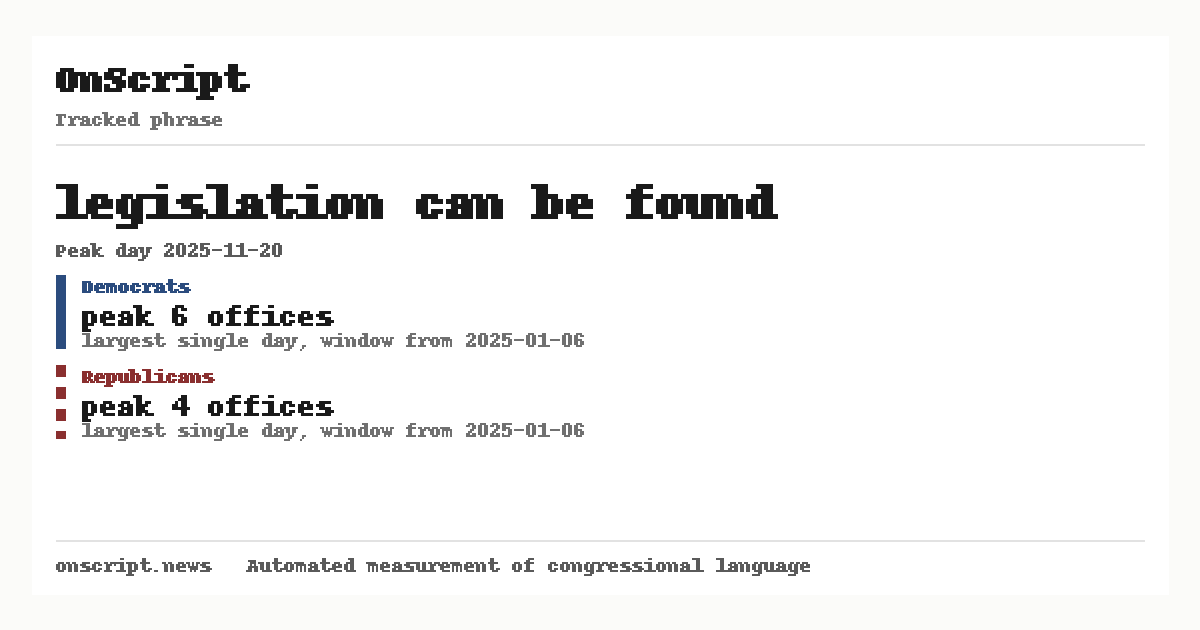 OnScript
Tracked phrase
legislation can be found
Peak day 2025-11-20
Democrats
peak 6 offices
largest single day, window from 2025-01-06
Republicans
peak 4 offices
largest single day, window from 2025-01-06
onscript.news Automated measurement of congressional language